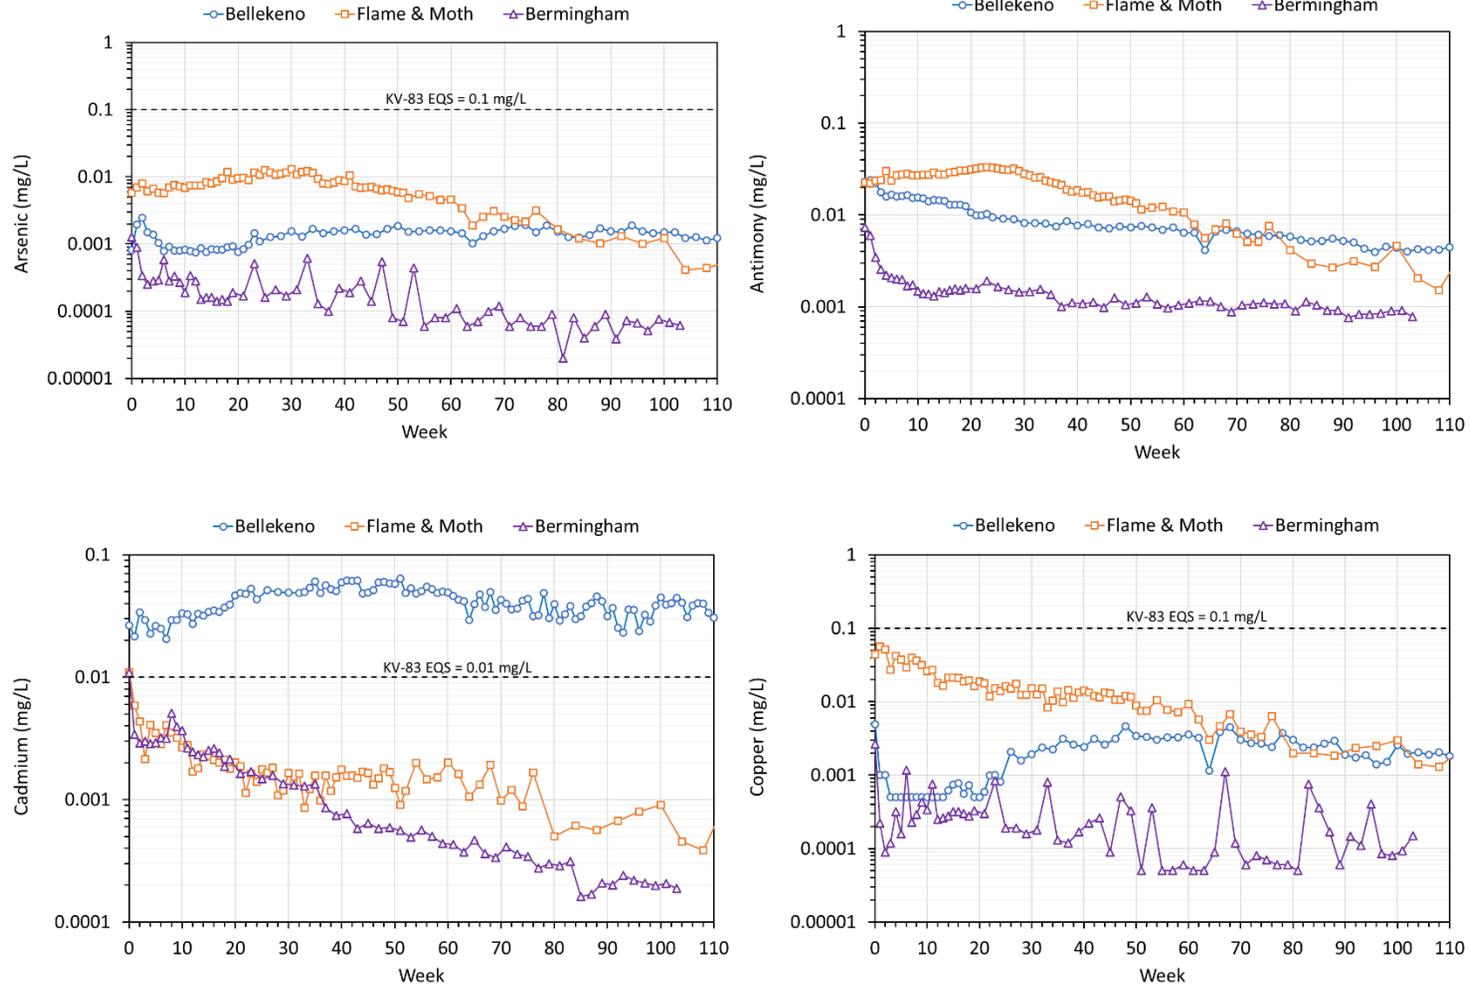 Bellekeno Flame & Moth Bermingham
1
0.1
0.01
0.001
0.0001
0.00001
KV-83 EQS = 0.1 mg/L
Arsenic (mg/L)
0 10 20 30 40 50 60 70 80 90 100 110
Week
Bellekeno Flame & Moth Bermingham
1
0.1
0.01
0.001
0.0001
Antimony (mg/L)
0 10 20 30 40 50 60 70 80 90 100 110
Week
Bellekeno Flame & Moth Bermingham
0.1
0.01
0.001
0.0001
KV-83 EQS = 0.01 mg/L
Cadmium (mg/L)
0 10 20 30 40 50 60 70 80 90 100 110
Week
Bellekeno Flame & Moth Bermingham
1
0.1
0.01
0.001
0.0001
0.00001
KV-83 EQS = 0.1 mg/L
Copper (mg/L)
0 10 20 30 40 50 60 70 80 90 100 110
Week